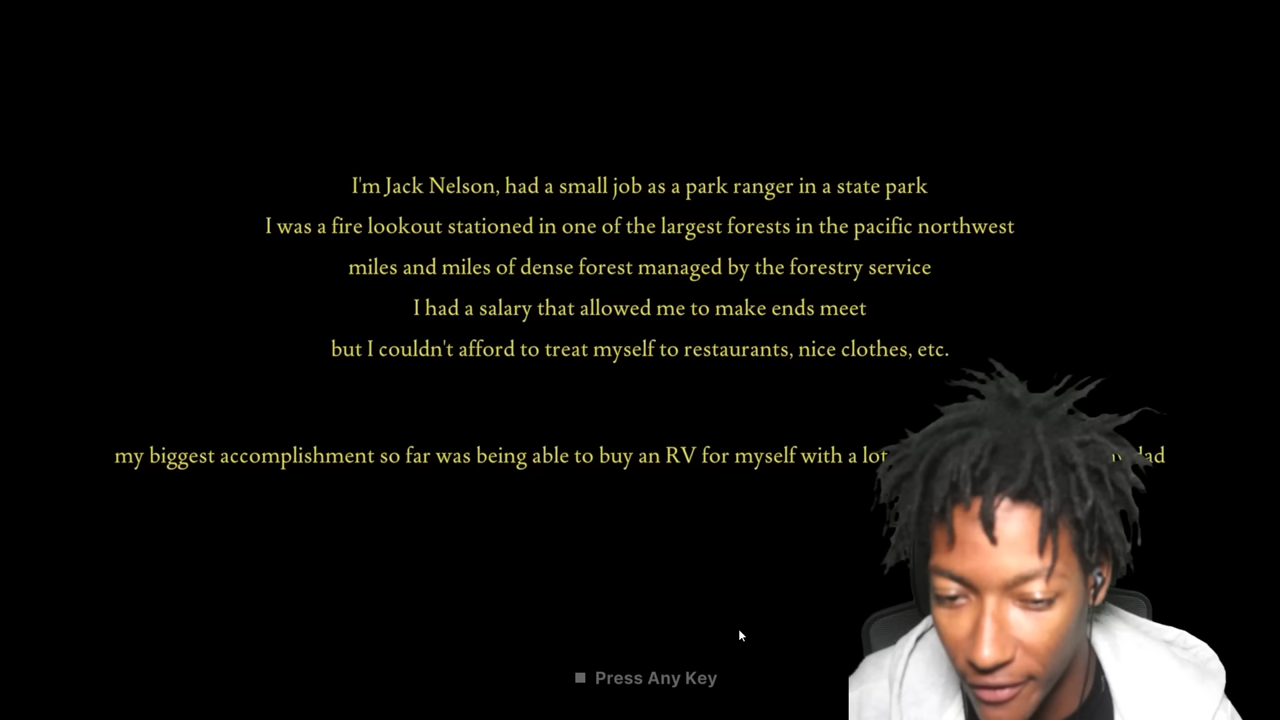 I'm Jack Nelson, had a small job as a park ranger in a state park
I was a fire lookout stationed in one of the largest forests in the pacific northwest
miles and miles of dense forest managed by the forestry service
I had a salary that allowed me to make ends meet
but I couldn't afford to treat myself to restaurants, nice clothes, etc.
my biggest accomplishment so far was being able to buy an RV for myself with a lot dad
Press Any Key